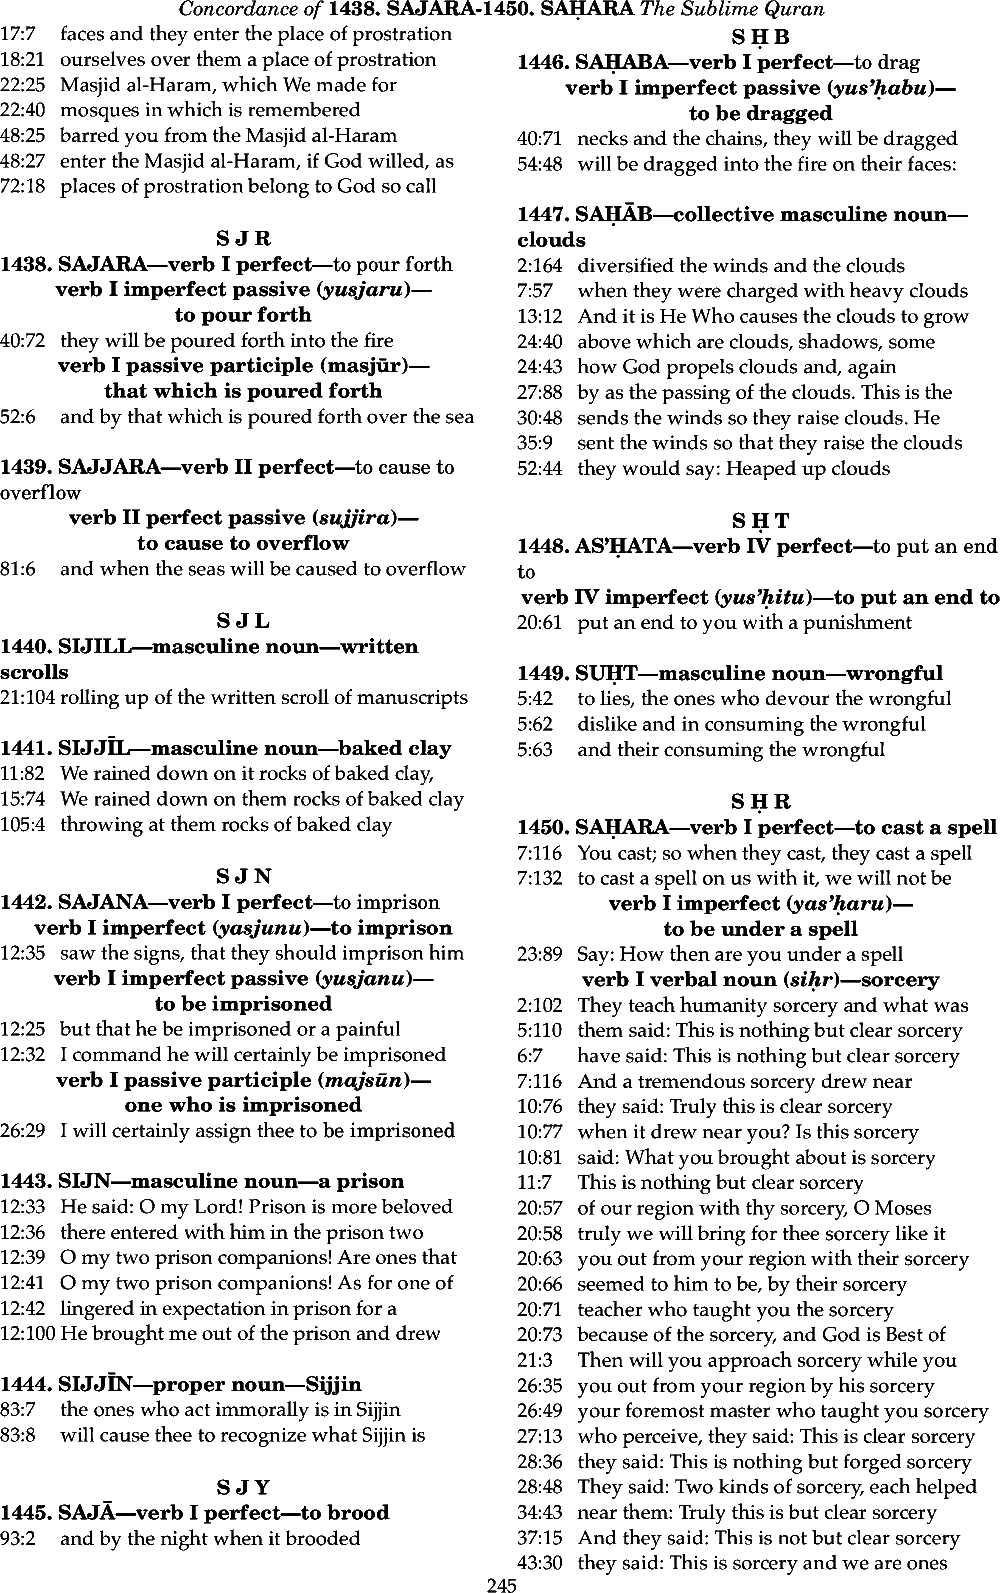 Concordance of 1438. SAJARA-1450. SAḤARA The Sublime Quran
17:7 faces and they enter the place of prostration
18:21 ourselves over them a place of prostration
22:25 Masjid al-Haram, which We made for
22:40 mosques in which is remembered
48:25 barred you from the Masjid al-Haram
48:27 enter the Masjid al-Haram, if God willed, as
72:18 places of prostration belong to God so call
S J R
1438. SAJARA—verb I perfect—to pour forth
verb I imperfect passive (yusjaru)—
to pour forth
40:72 they will be poured forth into the fire
verb I passive participle (masjūr)—
that which is poured forth
52:6 and by that which is poured forth over the sea
1439. SAJJARA—verb II perfect—to cause to
overflow
verb II perfect passive (sujjira)—
to cause to overflow
81:6 and when the seas will be caused to overflow
S J L
1440. SIJILL—masculine noun—written
scrolls
21:104 rolling up of the written scroll of manuscripts
1441. SIJJĪL—masculine noun—baked clay
11:82 We rained down on it rocks of baked clay,
15:74 We rained down on them rocks of baked clay
105:4 throwing at them rocks of baked clay
S J N
1442. SAJANA—verb I perfect—to imprison
verb I imperfect (yasjunu)—to imprison
12:35 saw the signs, that they should imprison him
verb I imperfect passive (yusjanu)—
to be imprisoned
12:25 but that he be imprisoned or a painful
12:32 I command he will certainly be imprisoned
verb I passive participle (majsūn)—
one who is imprisoned
26:29 I will certainly assign thee to be imprisoned
1443. SIJN—masculine noun—a prison
12:33 He said: O my Lord! Prison is more beloved
12:36 there entered with him in the prison two
12:39 O my two prison companions! Are ones that
12:41 O my two prison companions! As for one of
12:42 lingered in expectation in prison for a
12:100 He brought me out of the prison and drew
1444. SIJJĪN—proper noun—Sijjin
83:7 the ones who act immorally is in Sijjin
83:8 will cause thee to recognize what Sijjin is
S J Y
1445. SAJĀ—verb I perfect—to brood
93:2 and by the night when it brooded
S Ḥ B
1446. SAḤABA—verb I perfect—to drag
verb I imperfect passive (yus’ḥabu)—
to be dragged
40:71 necks and the chains, they will be dragged
54:48 will be dragged into the fire on their faces:
1447. SAḤĀB—collective masculine noun—
clouds
2:164 diversified the winds and the clouds
7:57 when they were charged with heavy clouds
13:12 And it is He Who causes the clouds to grow
24:40 above which are clouds, shadows, some
24:43 how God propels clouds and, again
27:88 by as the passing of the clouds. This is the
30:48 sends the winds so they raise clouds. He
35:9 sent the winds so that they raise the clouds
52:44 they would say: Heaped up clouds
S Ḥ T
1448. AS’ḤATA—verb IV perfect—to put an end
to
verb IV imperfect (yus’ḥitu)—to put an end to
20:61 put an end to you with a punishment
1449. SUḤT—masculine noun—wrongful
5:42 to lies, the ones who devour the wrongful
5:62 dislike and in consuming the wrongful
5:63 and their consuming the wrongful
S Ḥ R
1450. SAḤARA—verb I perfect—to cast a spell
7:116 You cast; so when they cast, they cast a spell
7:132 to cast a spell on us with it, we will not be
verb I imperfect (yas’ḥaru)—
to be under a spell
23:89 Say: How then are you under a spell
verb I verbal noun (siḥr)—sorcery
2:102 They teach humanity sorcery and what was
5:110 them said: This is nothing but clear sorcery
6:7 have said: This is nothing but clear sorcery
7:116 And a tremendous sorcery drew near
10:76 they said: Truly this is clear sorcery
10:77 when it drew near you? Is this sorcery
10:81 said: What you brought about is sorcery
11:7 This is nothing but clear sorcery
20:57 of our region with thy sorcery, O Moses
20:58 truly we will bring for thee sorcery like it
20:63 you out from your region with their sorcery
20:66 seemed to him to be, by their sorcery
20:71 teacher who taught you the sorcery
20:73 because of the sorcery, and God is Best of
21:3 Then will you approach sorcery while you
26:35 you out from your region by his sorcery
26:49 your foremost master who taught you sorcery
27:13 who perceive, they said: This is clear sorcery
28:36 they said: This is nothing but forged sorcery
28:48 They said: Two kinds of sorcery, each helped
34:43 near them: Truly this is but clear sorcery
37:15 And they said: This is not but clear sorcery
43:30 they said: This is sorcery and we are ones
245